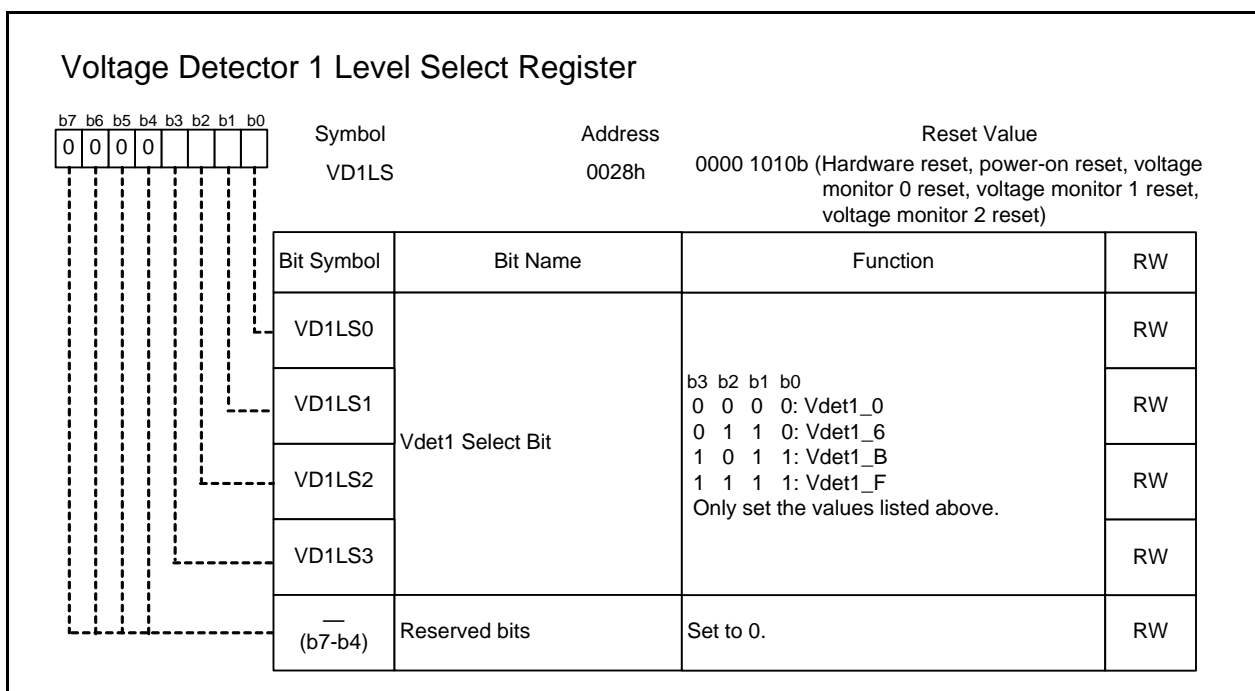 Voltage Detector 1 Level Select Register
b7 b6 b5 b4 b3 b2 b1 b0
0 0 0 0
Symbol Address Reset Value
VD1LS 0028h 0000 1010b (Hardware reset, power-on reset, voltage
monitor 0 reset, voltage monitor 1 reset,
voltage monitor 2 reset)
Bit Symbol Bit Name Function RW
VD1LS0 RW
VD1LS1 RW
VD1LS2 RW
VD1LS3 RW
Vdet1 Select Bit
b3 b2 b1 b0
0 0 0 0: Vdet1_0
0 1 1 0: Vdet1_6
1 0 1 1: Vdet1_B
1 1 1 1: Vdet1_F
Only set the values listed above.
—
(b7-b4) Reserved bits Set to 0. RW